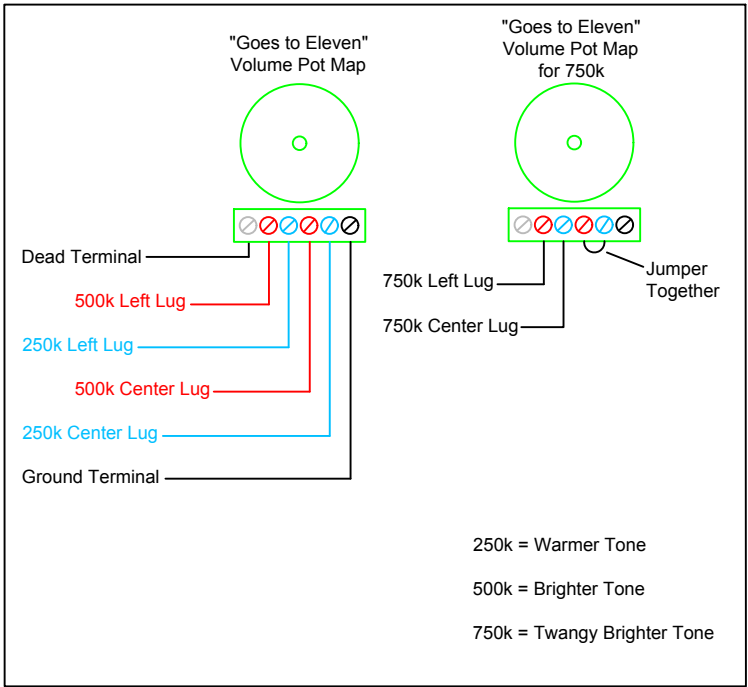 "Goes to Eleven"
Volume Pot Map
"Goes to Eleven"
Volume Pot Map
for 750k
Dead Terminal
500k Left Lug
250k Left Lug
500k Center Lug
250k Center Lug
Ground Terminal
750k Left Lug
750k Center Lug
Jumper
Together
250k = Warmer Tone
500k = Brighter Tone
750k = Twangy Brighter Tone